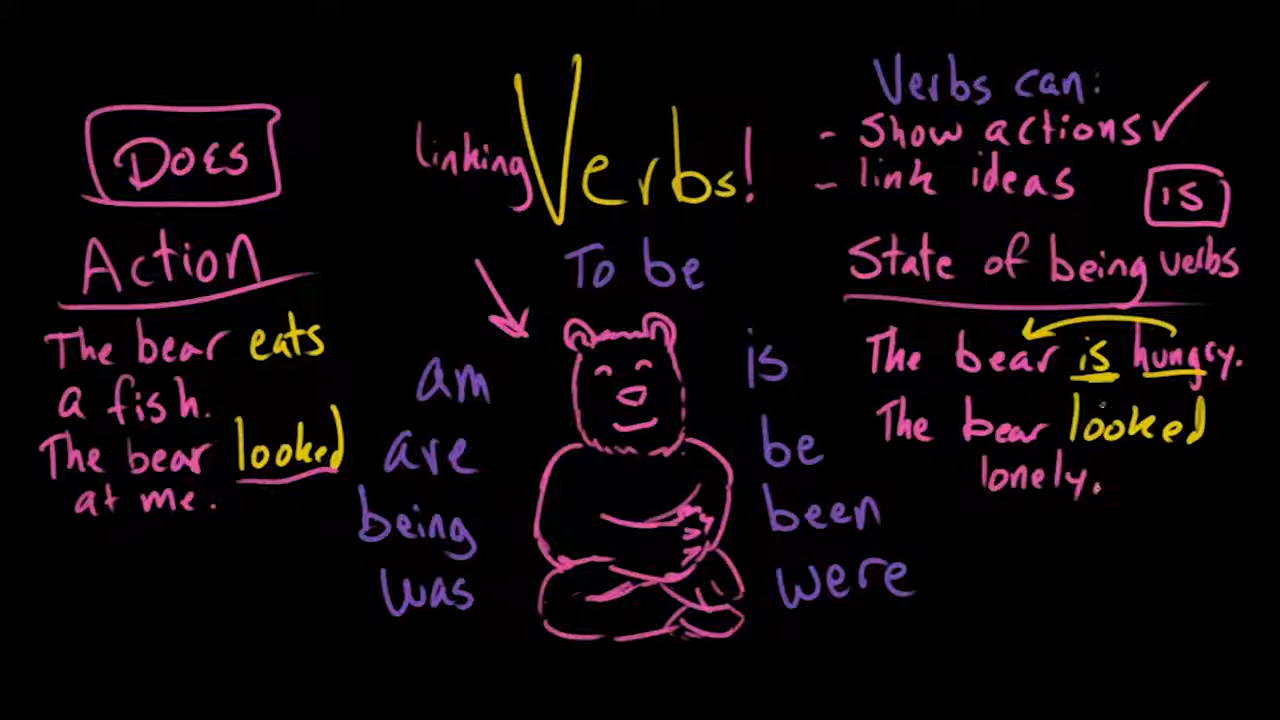 Does
Action
The bear eats
a fish.
The bear looked
at me.
linking Verbs!
To be
am
are
being
was
is
be
been
were
Verbs can:
- show actions ✓
- link ideas
is
State of being verbs
The bear is hungry.
The bear looked
lonely.